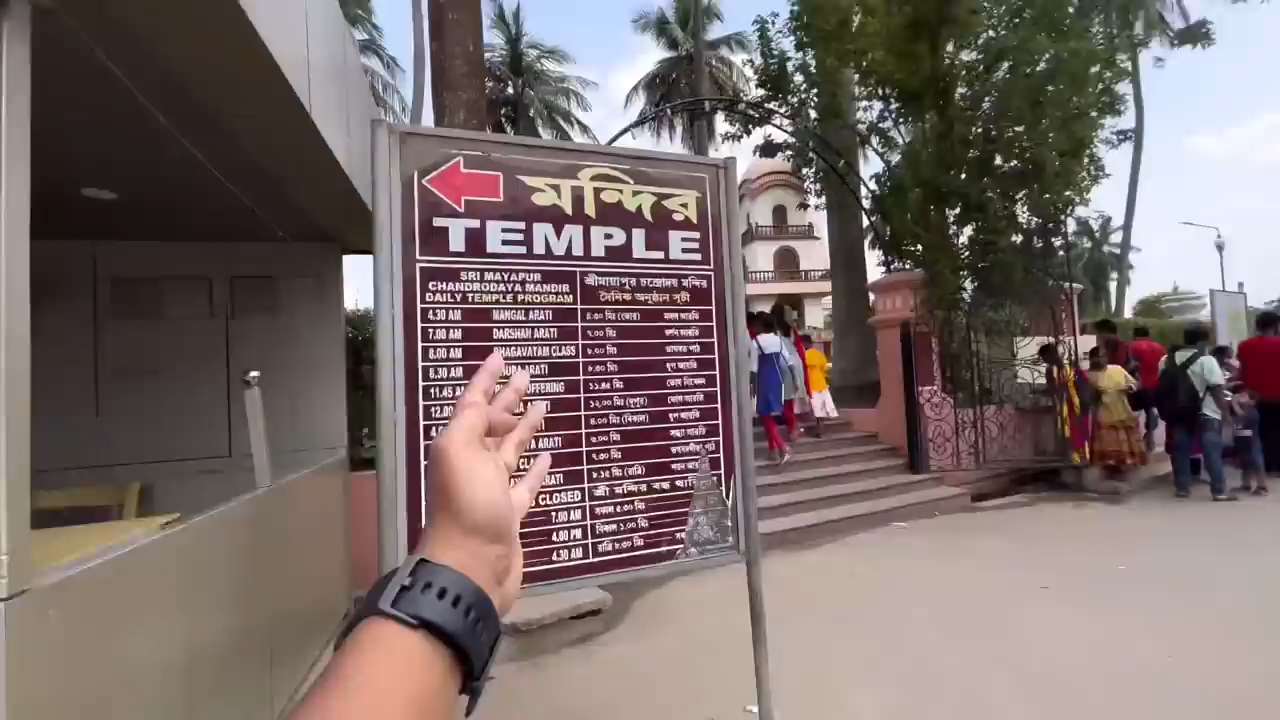 মন্দির
TEMPLE
SRI MAYAPUR
CHANDRODAYA MANDIR
DAILY TEMPLE PROGRAM
শ্রীমায়াপুর চন্দ্রোদয় মন্দির
দৈনিক অনুষ্ঠান সূচী
4.30 AM MANGAL ARATI ৪:৩০ মিঃ (ভোর) মঙ্গল আরতি
7.00 AM DARSHAN ARATI ৭.০০ মিঃ দর্শন আরতি
8.00 AM BHAGAVATAM CLASS ৮.০০ মিঃ ভাগবত পাঠ
8.30 AM ARATI ৮.৩০ মিঃ ধূপ আরতি
11.45 OFFERING ১১.৪৫ মিঃ ভোগ নিবেদন
12.00 ১২.০০ মিঃ (দুপুর) ভোগ আরতি
৪.০০ মিঃ (বিকাল) ধূপ আরতি
ARATI ৬.০০ মিঃ সন্ধ্যা আরতি
৭.৩০ মিঃ পাঠ
ARATI ৮.১৫ মিঃ (রাত্রি) শয়ন
CLOSED শ্রী মন্দির বন্ধ
7.00 AM সকাল ৫.৩০ মিঃ
4.00 PM বিকাল ১.০০ মিঃ
4.30 AM রাত্রি ৮.৩০ মিঃ